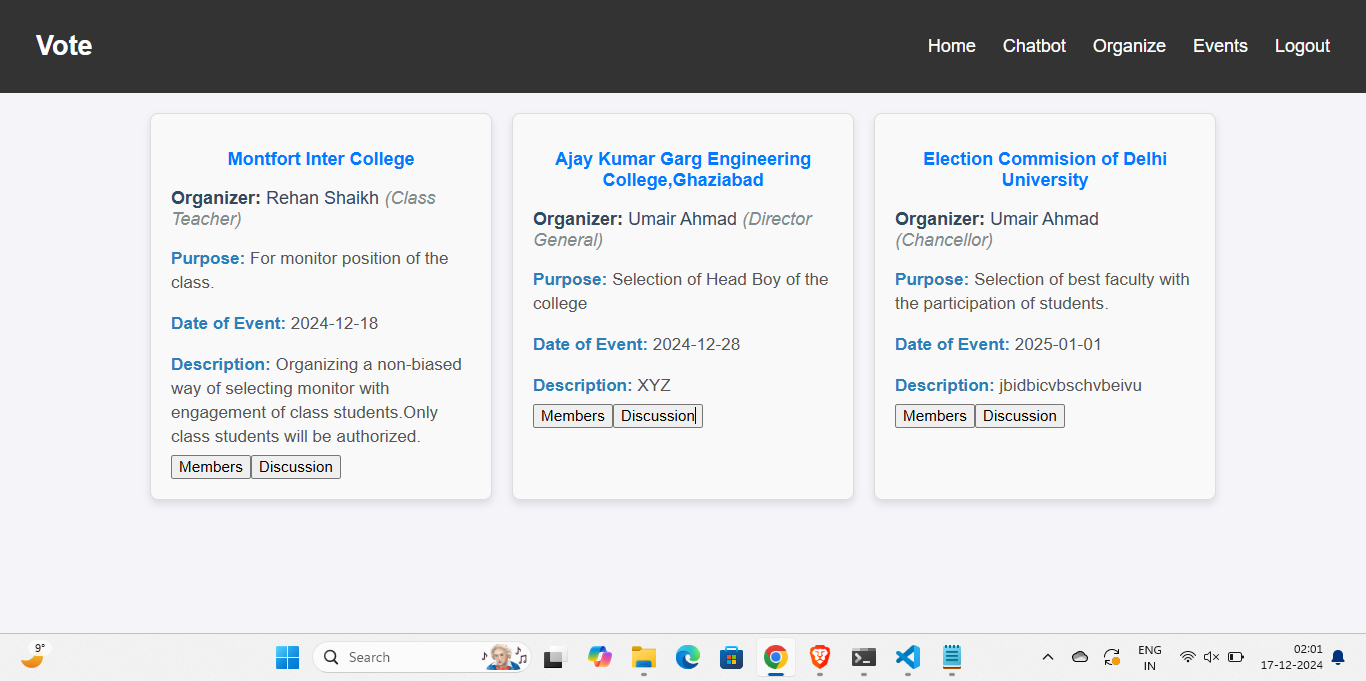 Vote
Home Chatbot Organize Events Logout
Montfort Inter College
Organizer: Rehan Shaikh (Class
Teacher)
Purpose: For monitor position of the
class.
Date of Event: 2024-12-18
Description: Organizing a non-biased
way of selecting monitor with
engagement of class students.Only
class students will be authorized.
Members Discussion
Ajay Kumar Garg Engineering
College,Ghaziabad
Organizer: Umair Ahmad (Director
General)
Purpose: Selection of Head Boy of the
college
Date of Event: 2024-12-28
Description: XYZ
Members Discussion
Election Commision of Delhi
University
Organizer: Umair Ahmad
(Chancellor)
Purpose: Selection of best faculty with
the participation of students.
Date of Event: 2025-01-01
Description: jbidbicvbschvbeivu
Members Discussion
9°
Search
ENG
IN
02:01
17-12-2024